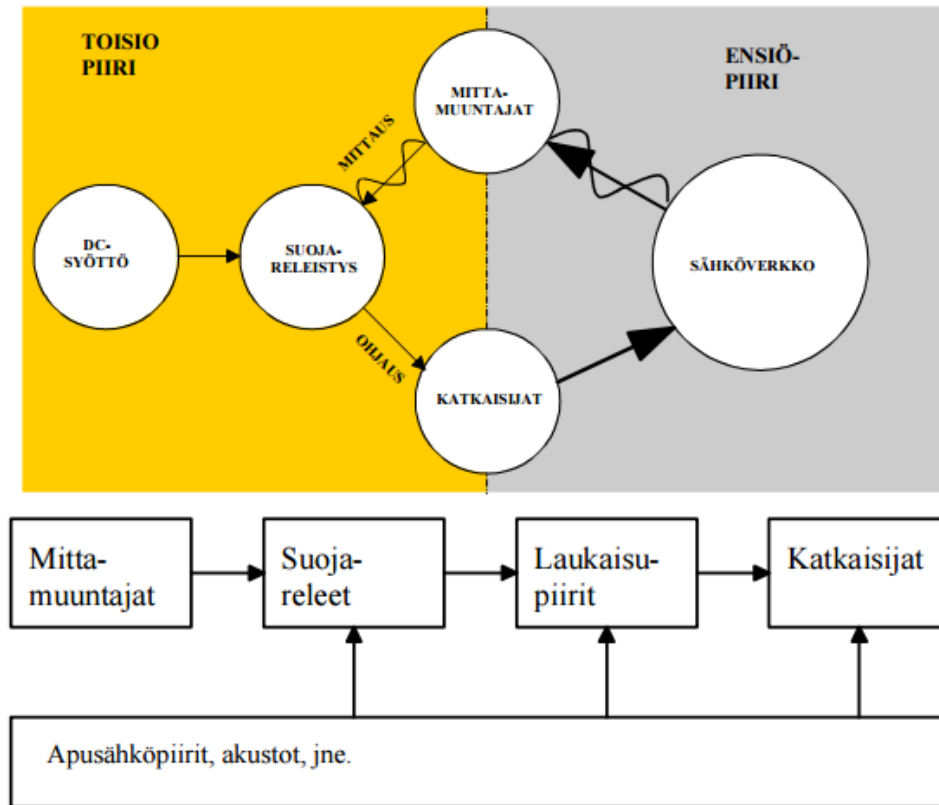 TOISIO
PIIRI
ENSIÖ-
PIIRI
MITTA-
MUUNTAJAT
MITTAUS
DC-
SYÖTTÖ
SUOJA-
RELEISTYS
SÄHKÖVERKKO
OHJAUS
KATKAISIJAT
Mitta-
muuntajat
Suoja-
releet
Laukaisu-
piirit
Katkaisijat
Apusähköpiirit, akustot, jne.